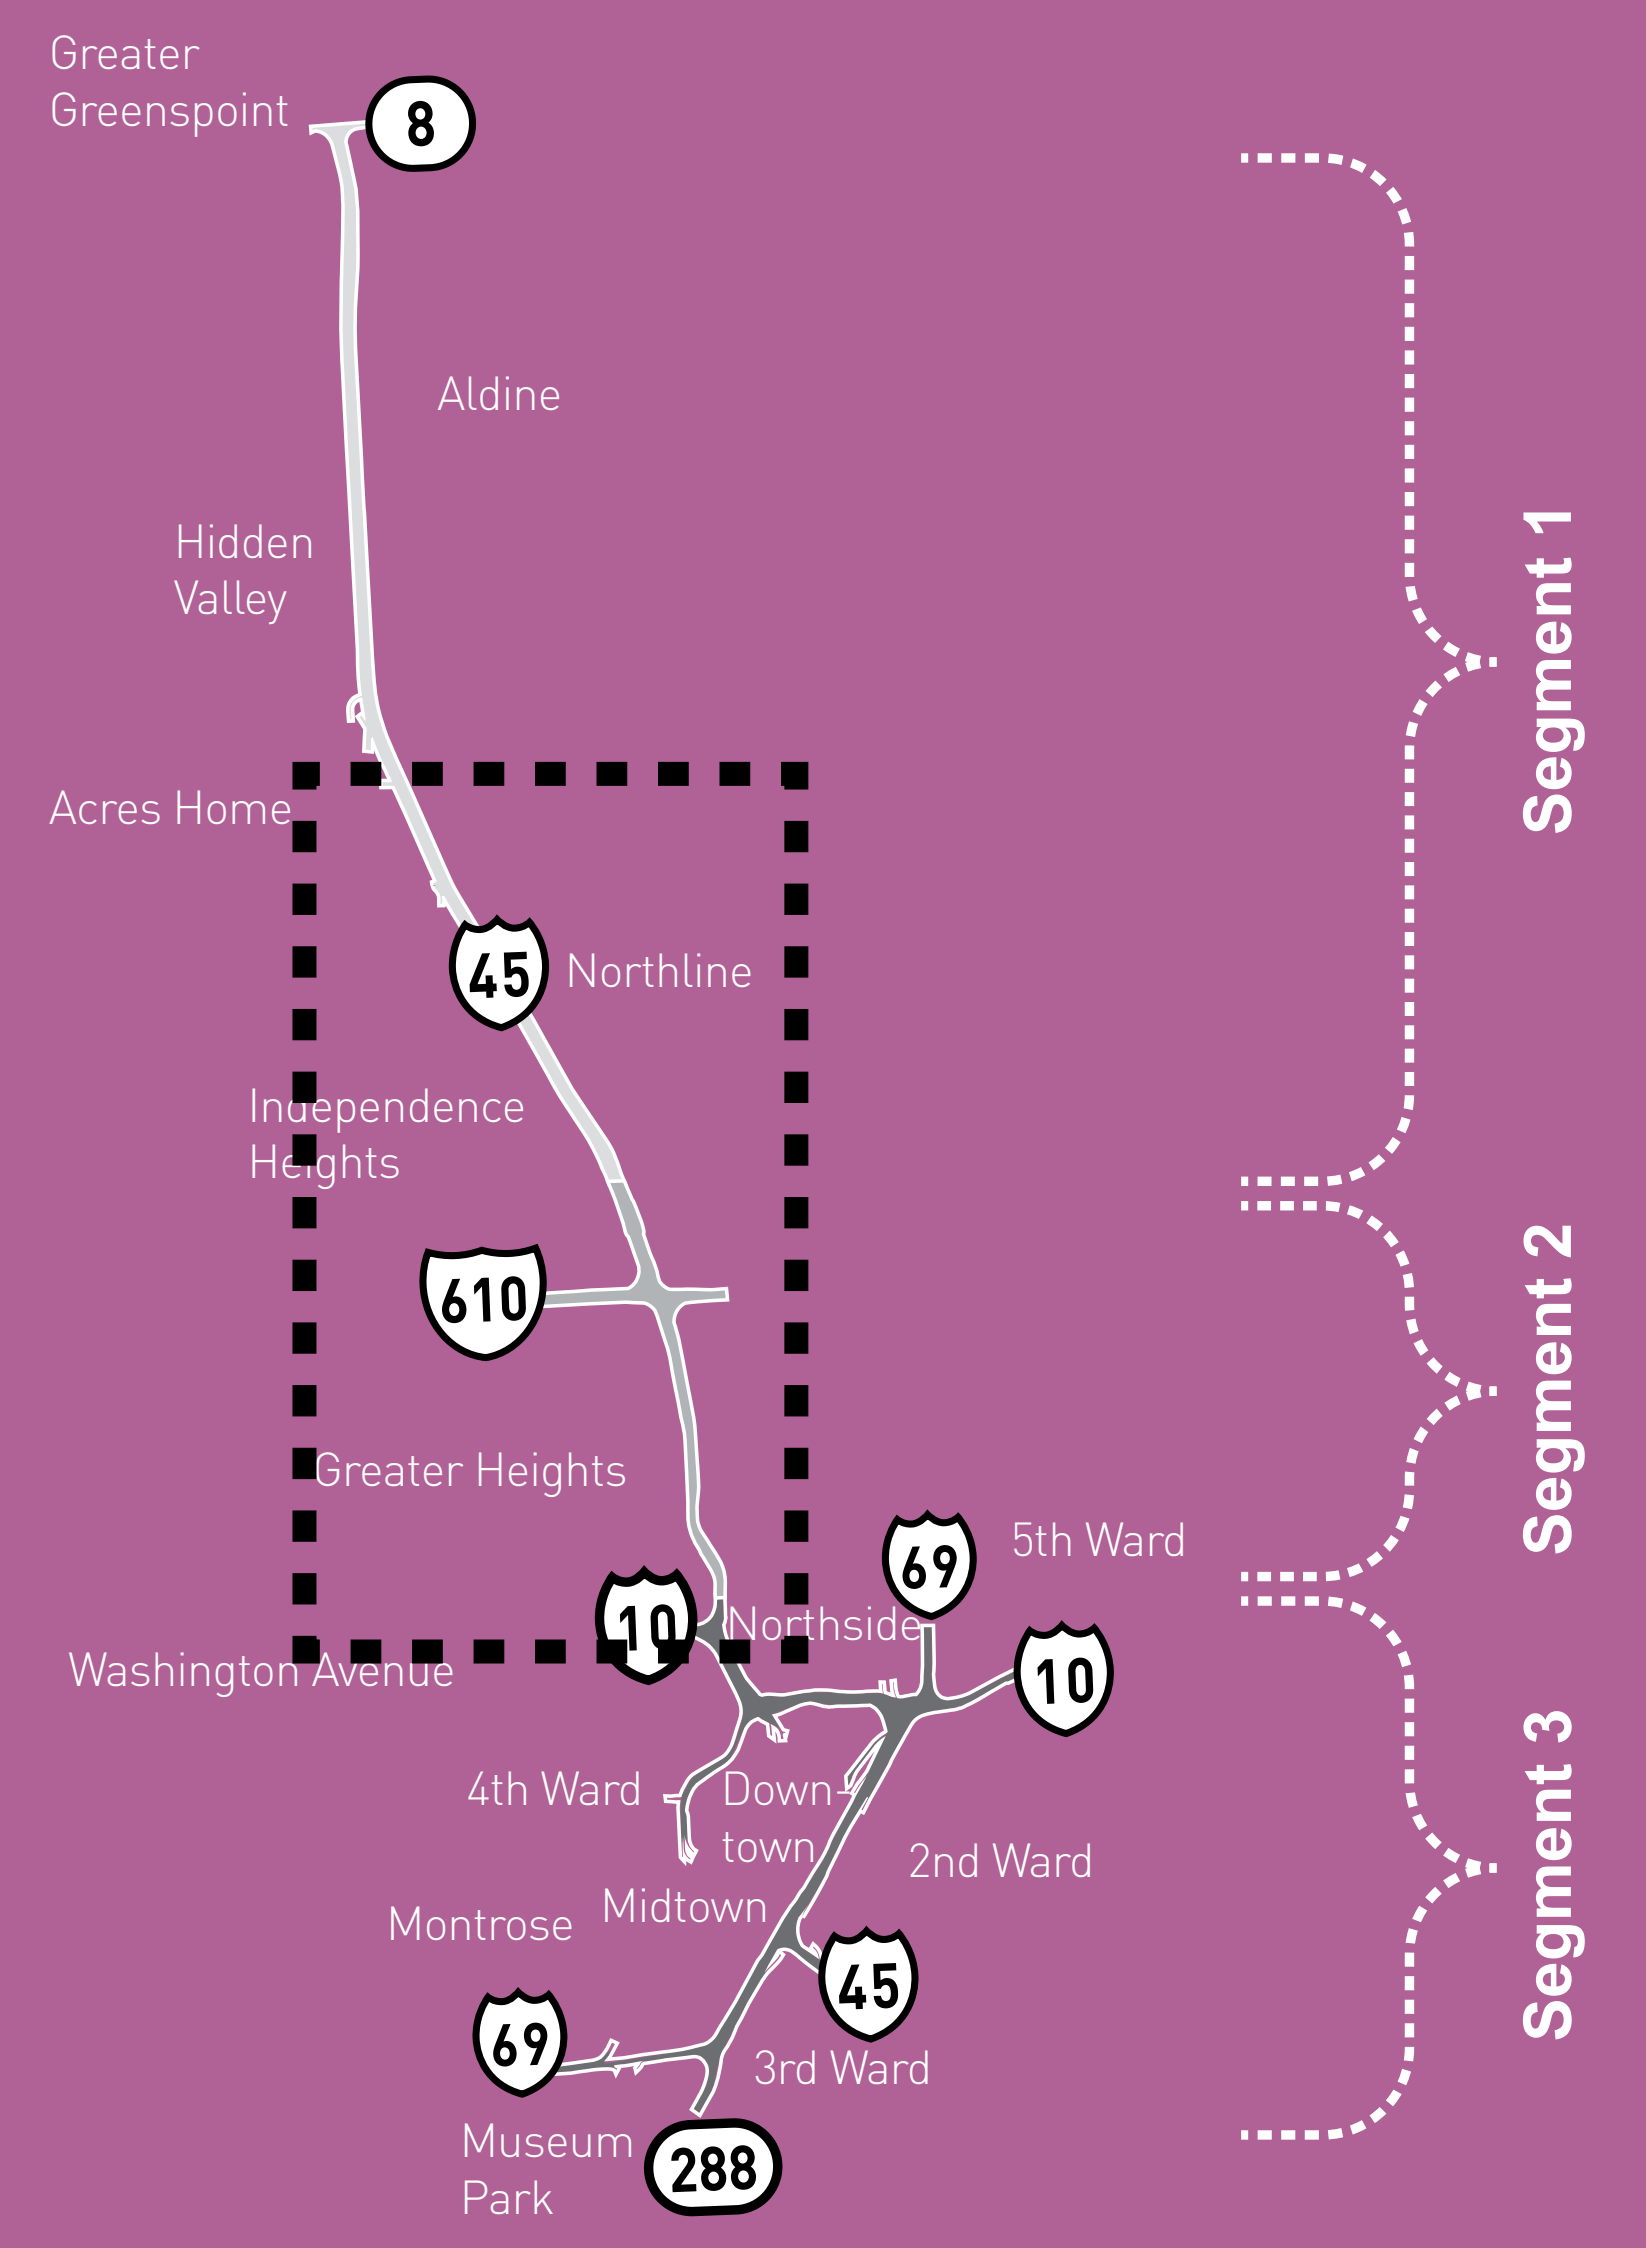 Greater
Greenspoint
8
Aldine
Hidden
Valley
Segment 1
Acres Home
45
Northline
Independence
Heights
610
Segment 2
Greater Heights
69
5th Ward
10
Northside
Washington Avenue
10
4th Ward
Down-
town
2nd Ward
Segment 3
Midtown
Montrose
45
69
3rd Ward
Museum
Park
288